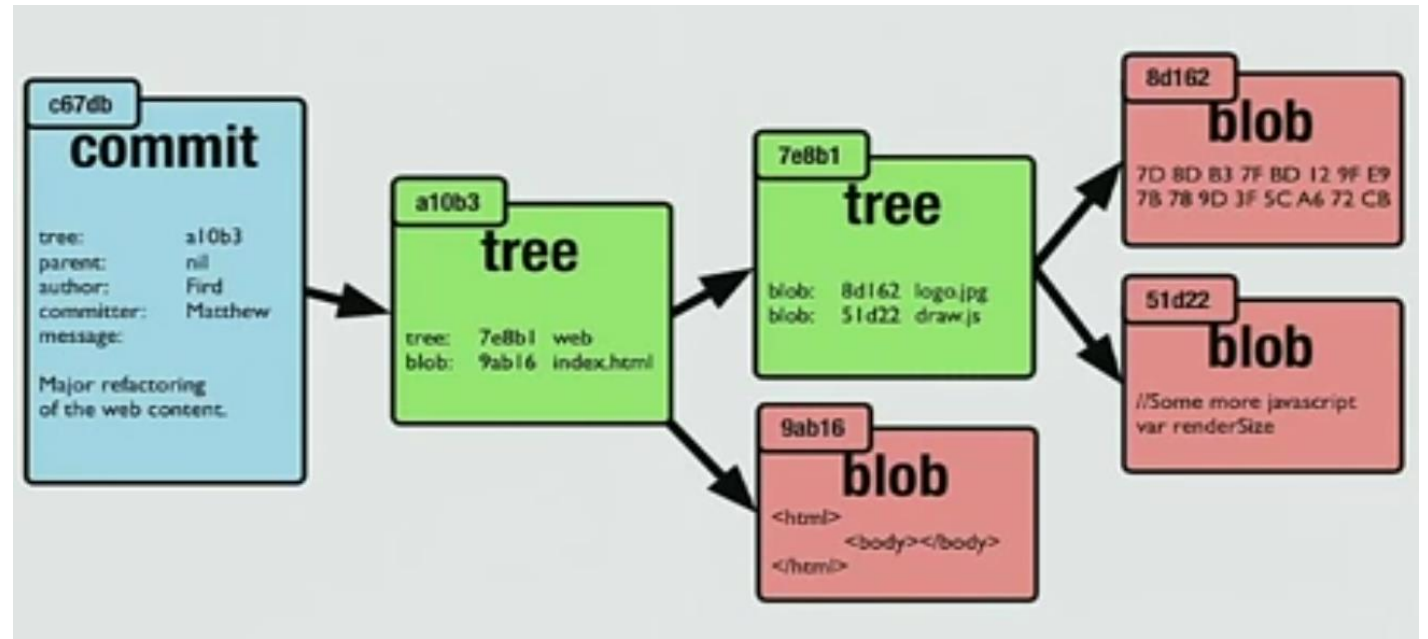 c67db
commit
tree: a10b3
parent: nil
author: Fird
committer: Matthew
message:
Major refactoring
of the web content.
a10b3
tree
tree: 7e8b1 web
blob: 9ab16 index.html
7e8b1
tree
blob: 8d162 logo.jpg
blob: 51d22 draw.js
9ab16
blob
<html>
<body></body>
</html>
8d162
blob
7D 8D B3 7F BD 12 9F E9
7B 78 9D 3F 5C A6 72 CB
51d22
blob
//Some more javascript
var renderSize